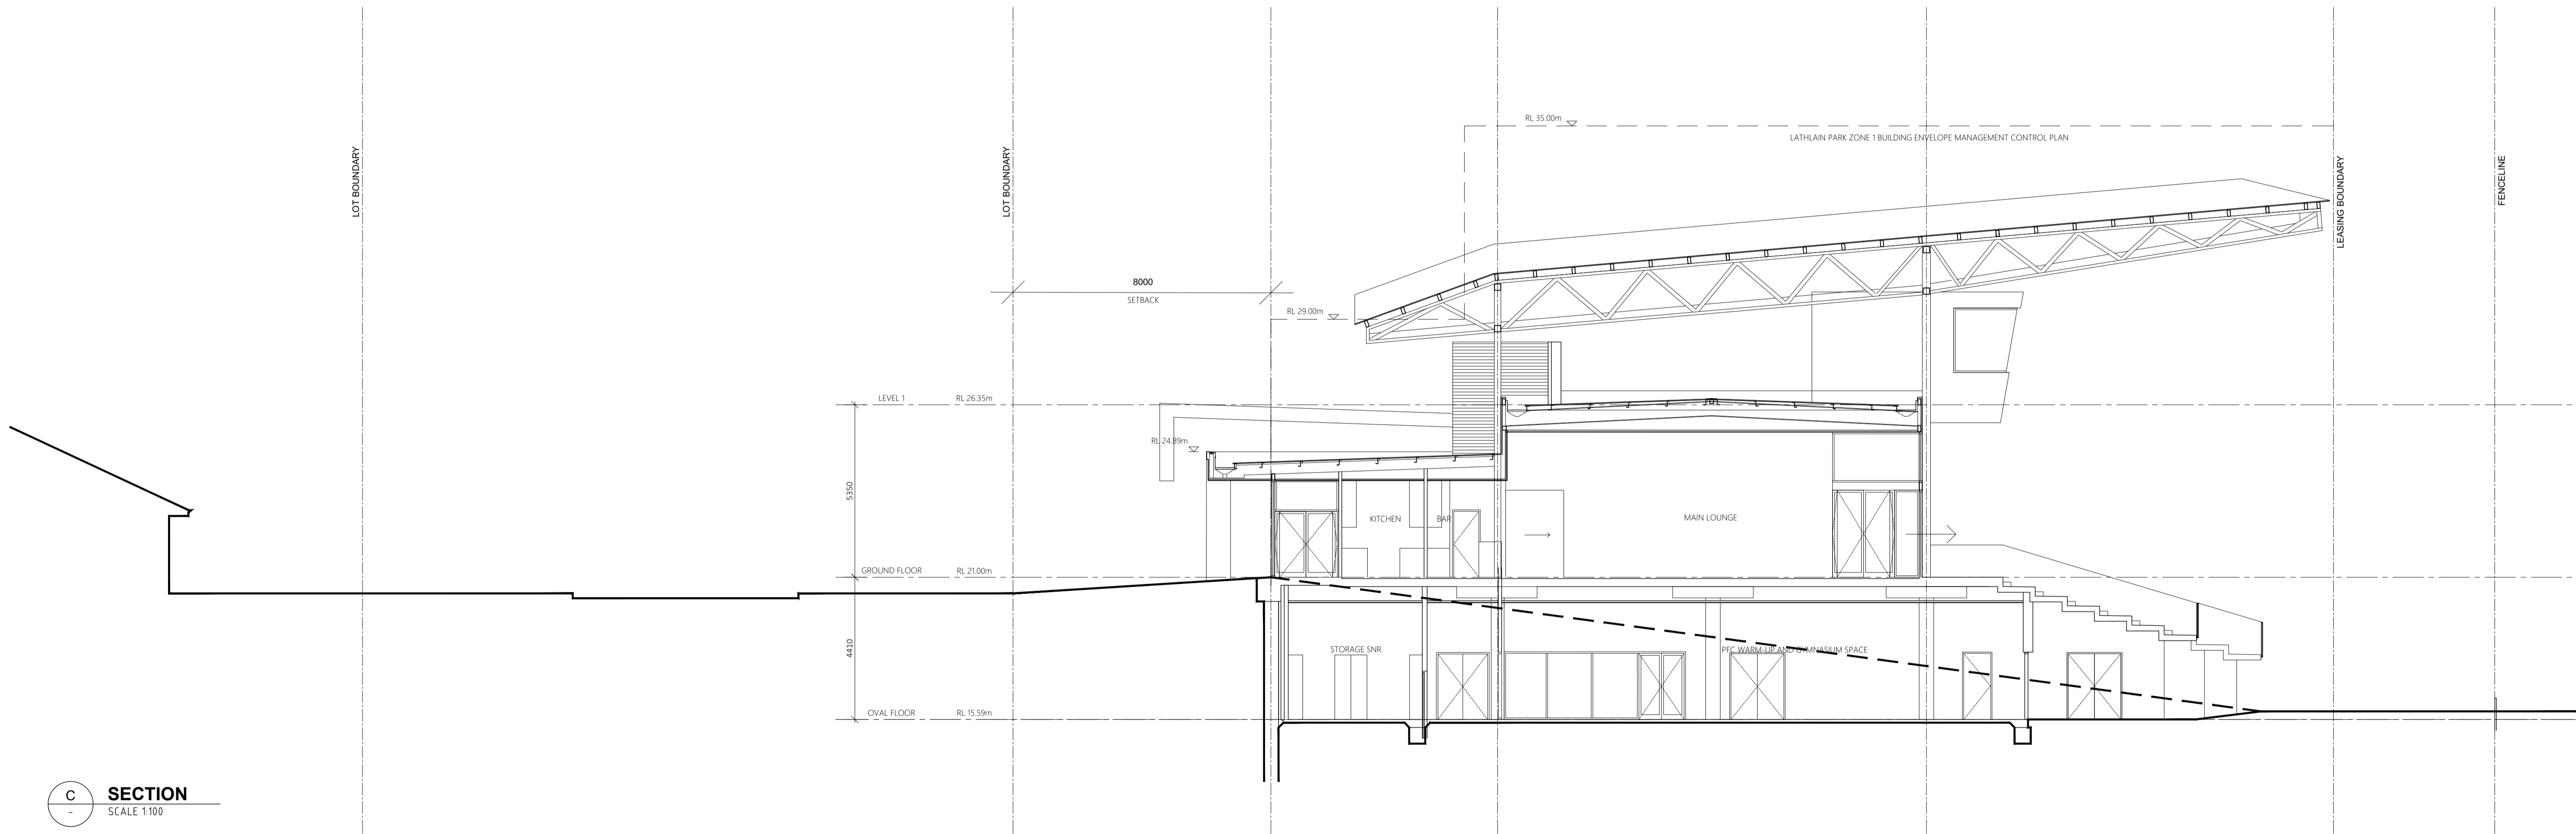 RL 35.00m
LATHLAIN PARK ZONE 1 BUILDING ENVELOPE MANAGEMENT CONTROL PLAN
LOT BOUNDARY
LOT BOUNDARY
LEASING BOUNDARY
FENCELINE
8000
SETBACK
RL 29.00m
LEVEL 1
RL 26.35m
RL 24.89m
5350
KITCHEN
BAR
MAIN LOUNGE
GROUND FLOOR
RL 21.00m
4410
STORAGE SNR
PFC WARM-UP AND GYMNASIUM SPACE
OVAL FLOOR
RL 15.59m
C
-
SECTION
SCALE 1:100